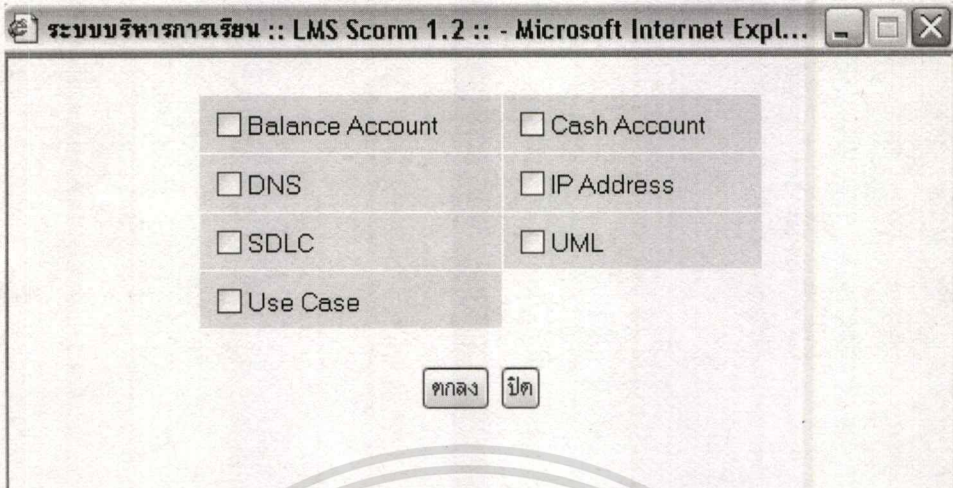 ระบบบริหารการเรียน :: LMS Scorm 1.2 :: - Microsoft Internet Expl...
Balance Account Cash Account
DNS IP Address
SDLC UML
Use Case
ตกลง ปิด